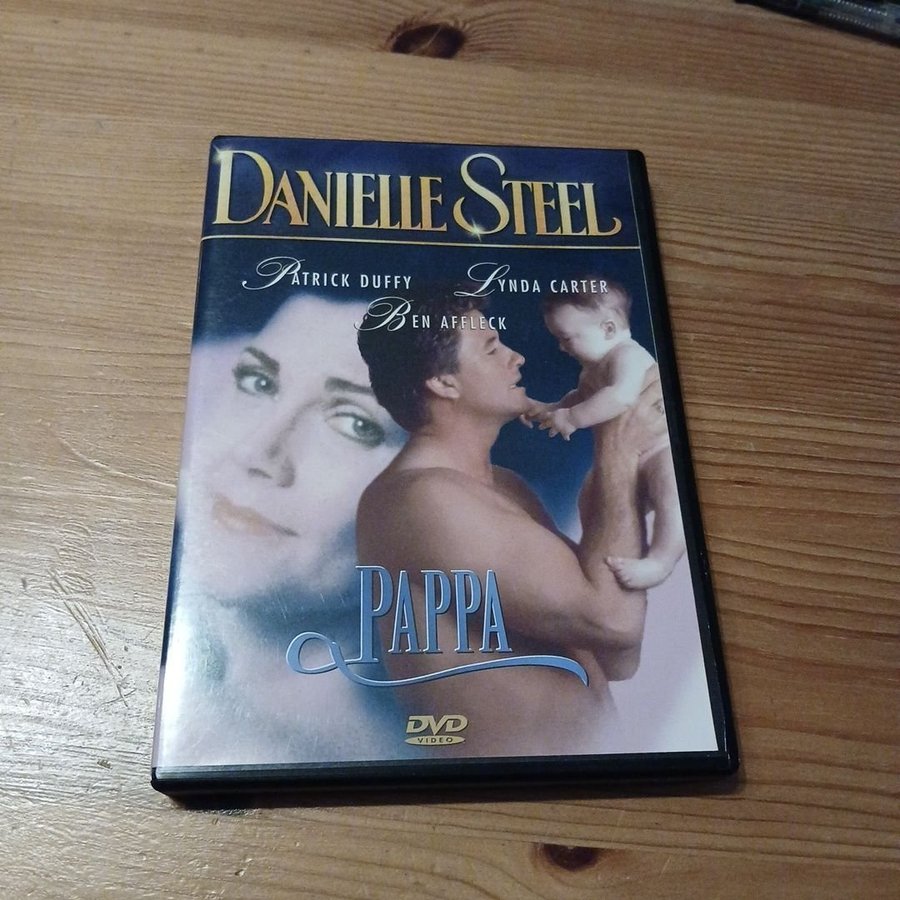 DANIELLE STEEL
PATRICK DUFFY LYNDA CARTER
BEN AFFLECK
PAPPA
DVD
VIDEO